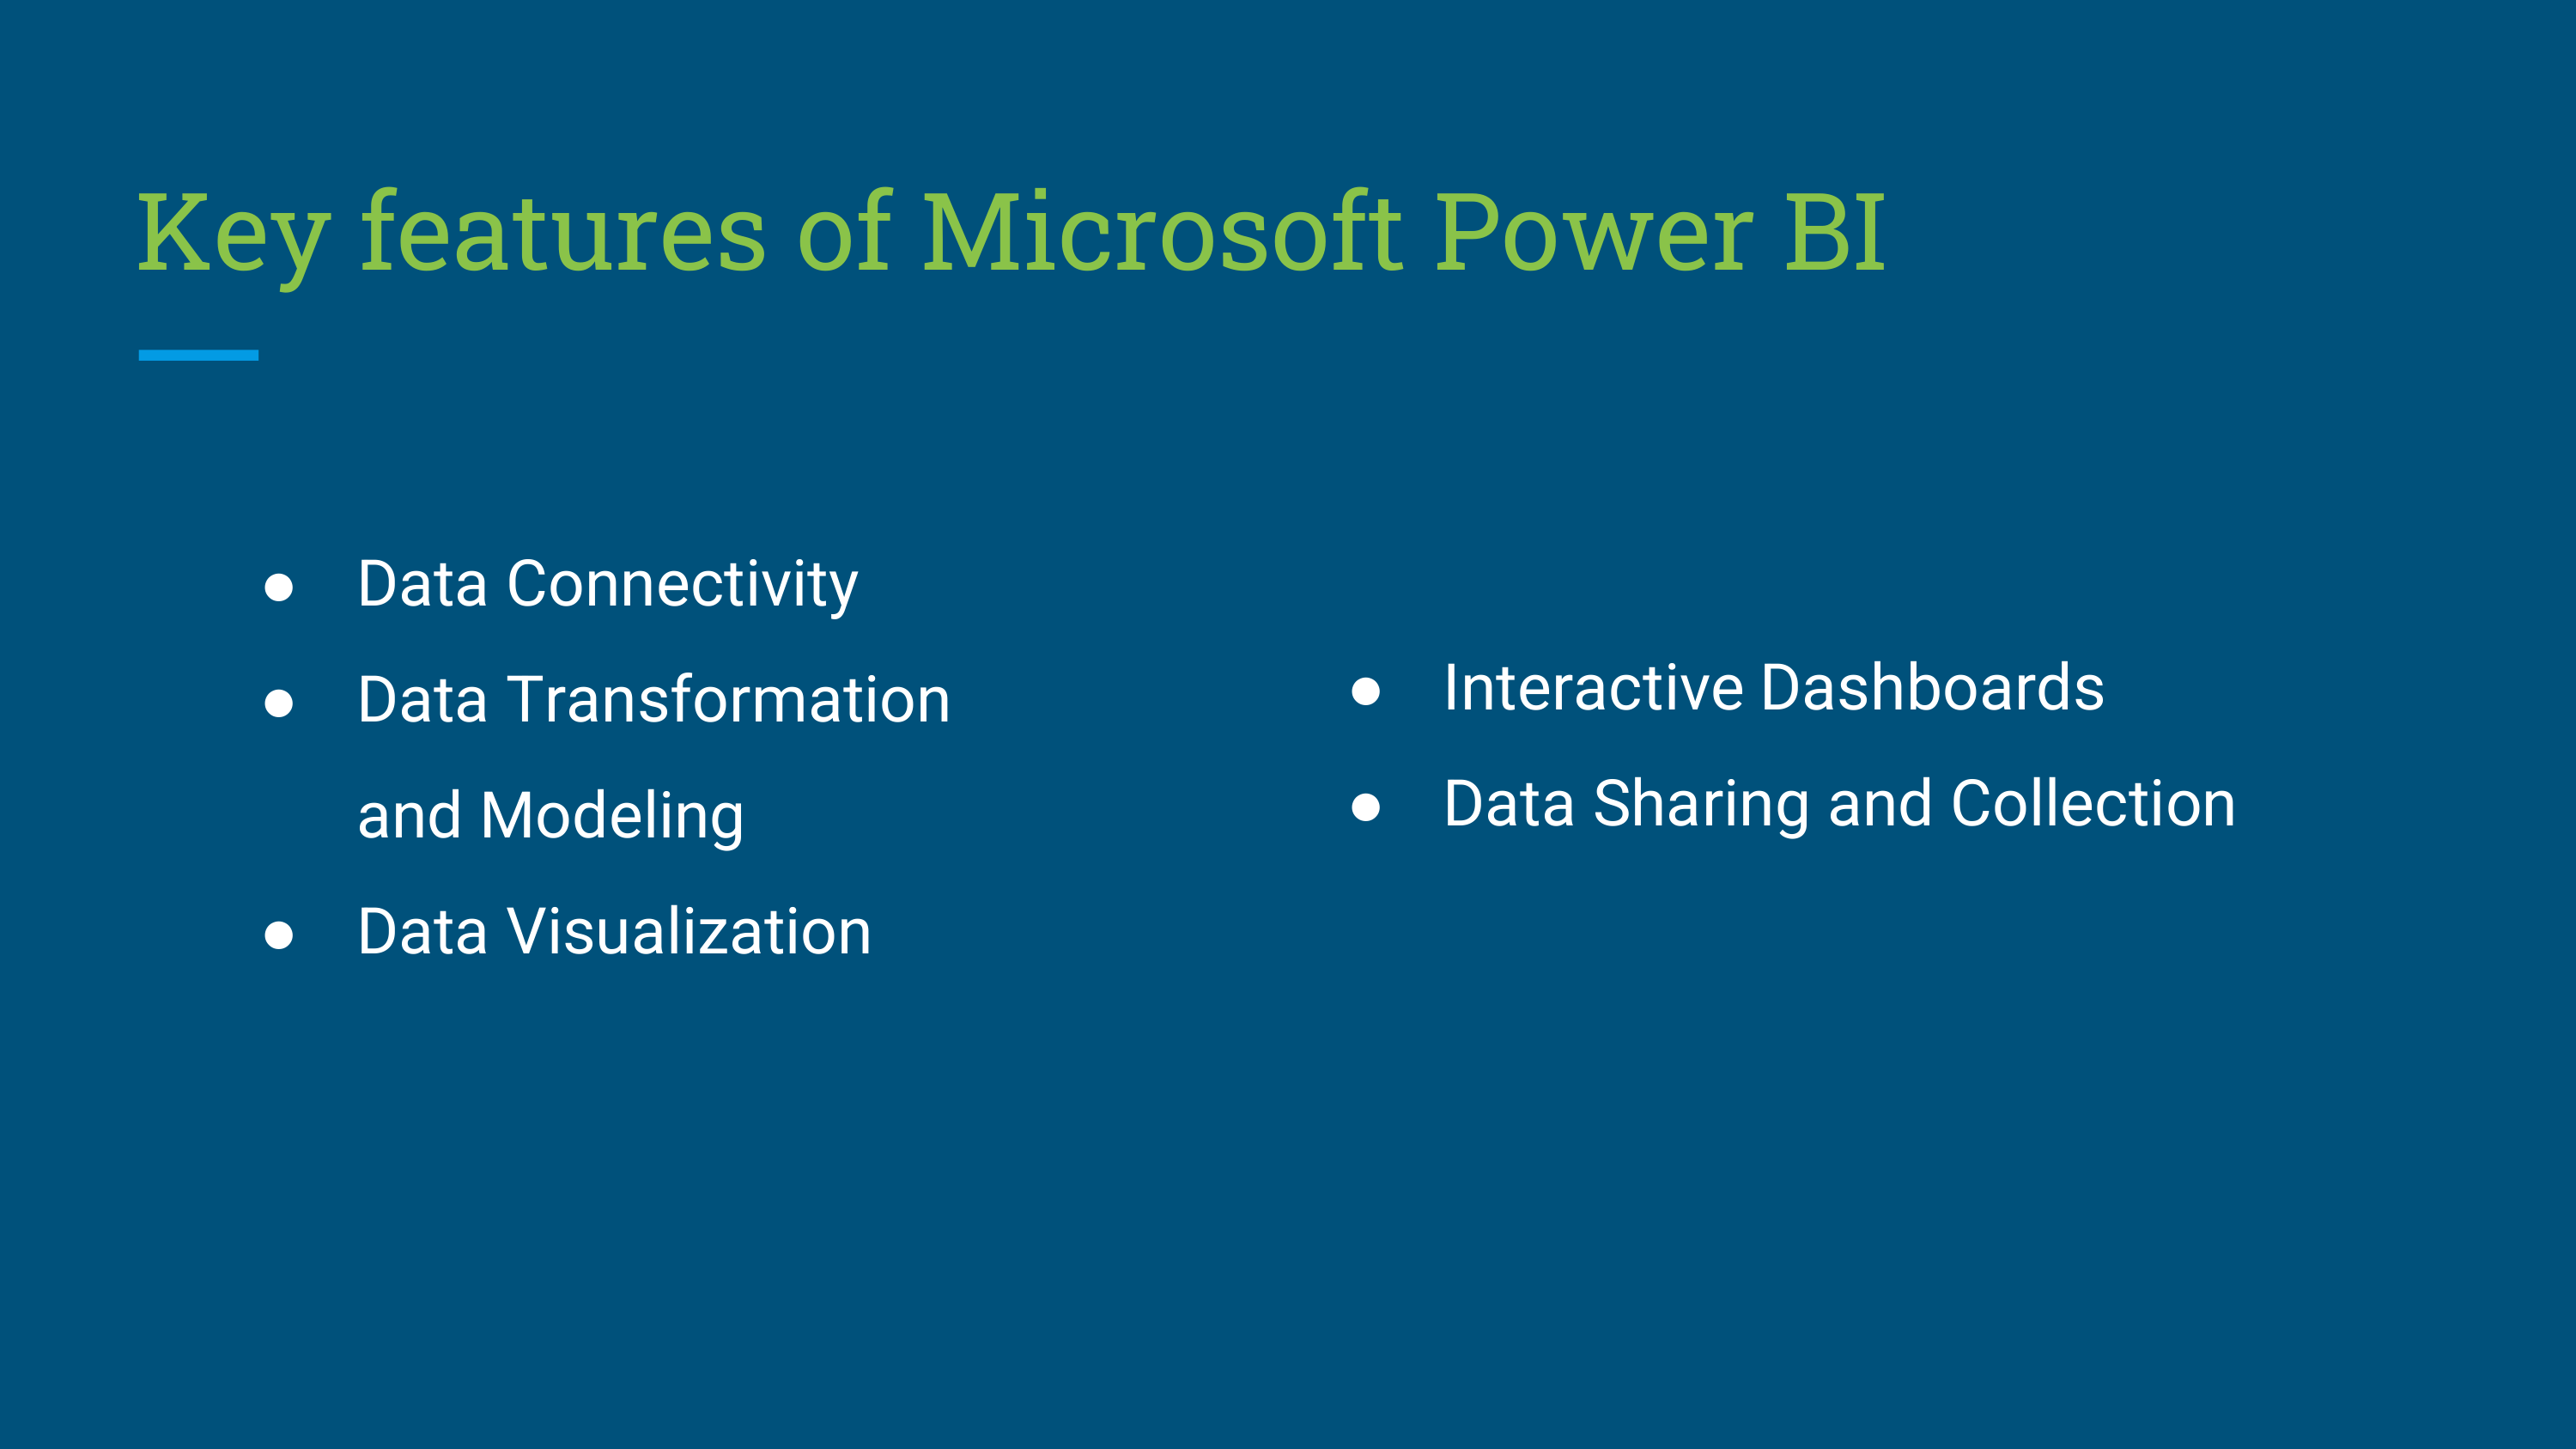 Key features of Microsoft Power BI
● Data Connectivity
● Data Transformation
and Modeling
● Data Visualization
● Interactive Dashboards
● Data Sharing and Collection